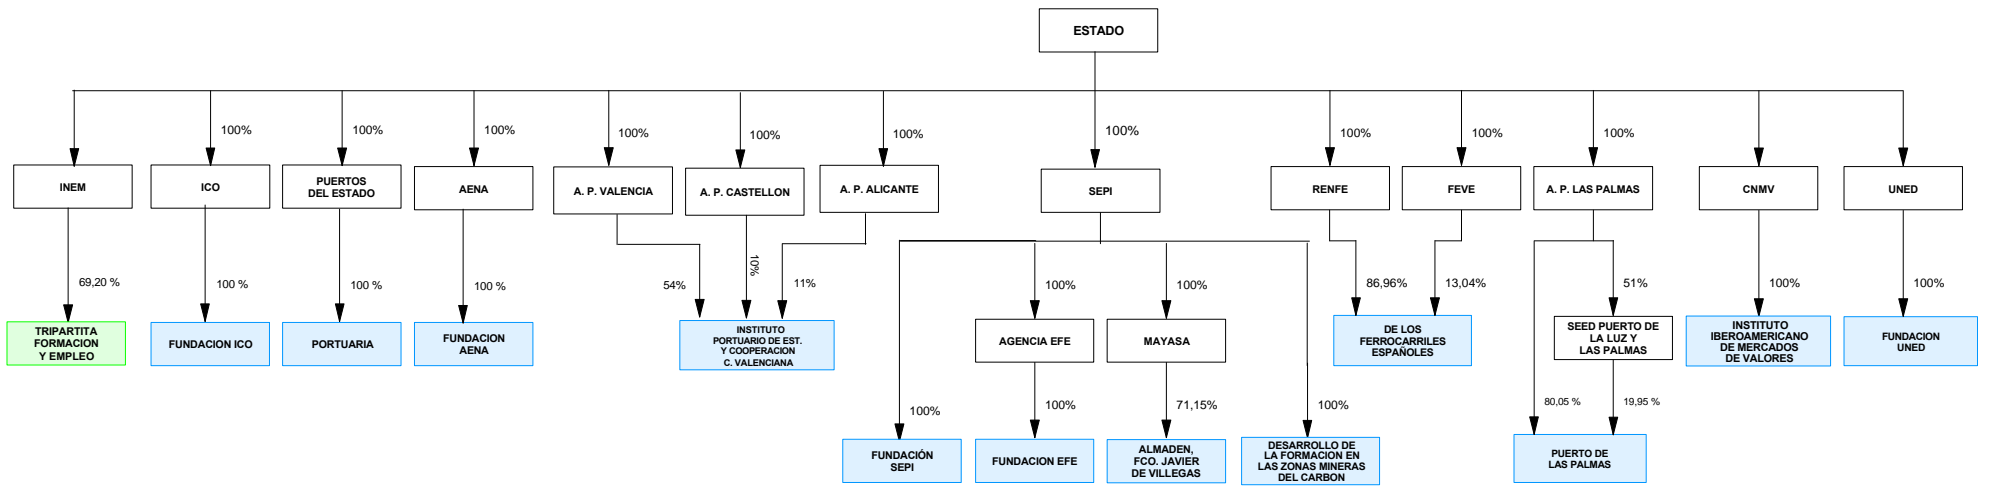 ESTADO
100%
100%
100%
100%
100%
100%
100%
100%
100%
100%
INEM
ICO
PUERTOS
DEL ESTADO
AENA
A. P. VALENCIA
A. P. CASTELLON
A. P. ALICANTE
SEPI
RENFE
FEVE
A. P. LAS PALMAS
CNMV
UNED
69,20 %
100 %
100 %
100 %
54%
10%
11%
100%
100%
86,96%
13,04%
51%
100%
100%
TRIPARTITA
FORMACION
Y EMPLEO
FUNDACION ICO
PORTUARIA
FUNDACION
AENA
INSTITUTO
PORTUARIO DE EST.
Y COOPERACION
C. VALENCIANA
AGENCIA EFE
MAYASA
DE LOS
FERROCARRILES
ESPAÑOLES
SEED PUERTO DE
LA LUZ Y
LAS PALMAS
INSTITUTO
IBEROAMERICANO
DE MERCADOS
DE VALORES
FUNDACION
UNED
100%
100%
71,15%
100%
80,05 %
19,95 %
FUNDACIÓN
SEPI
FUNDACION EFE
ALMADEN,
FCO. JAVIER
DE VILLEGAS
DESARROLLO DE
LA FORMACION EN
LAS ZONAS MINERAS
DEL CARBON
PUERTO DE
LAS PALMAS